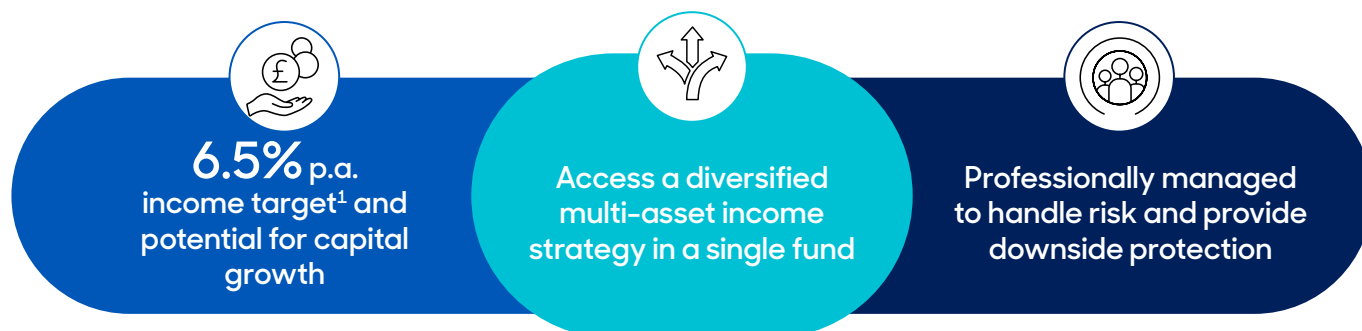 £
6.5% p.a.
income target¹ and
potential for capital
growth
Access a diversified
multi-asset income
strategy in a single fund
Professionally managed
to handle risk and provide
downside protection